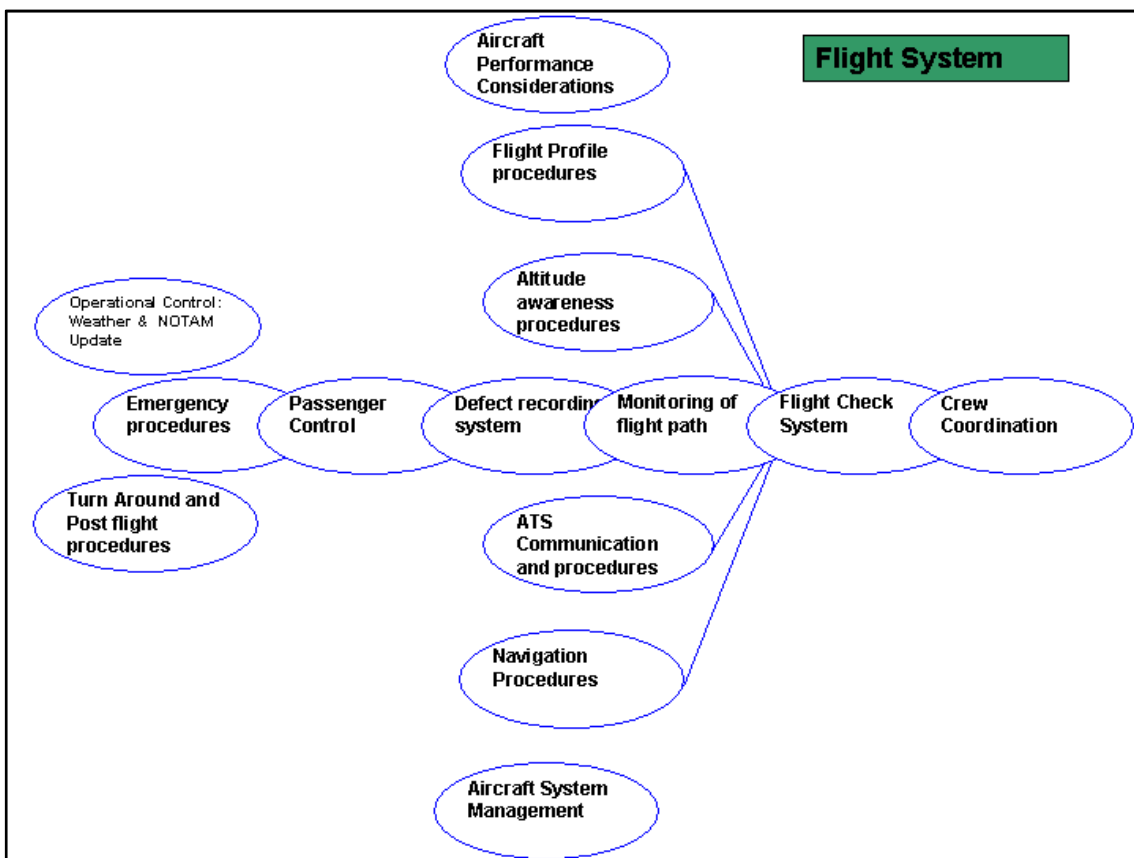 Aircraft
Performance
Considerations
Flight System
Flight Profile
procedures
Altitude
awareness
procedures
Operational Control:
Weather & NOTAM
Update
Emergency
procedures
Passenger
Control
Defect recording
system
Monitoring of
flight path
Flight Check
System
Crew
Coordination
Turn Around and
Post flight
procedures
ATS
Communication
and procedures
Navigation
Procedures
Aircraft System
Management